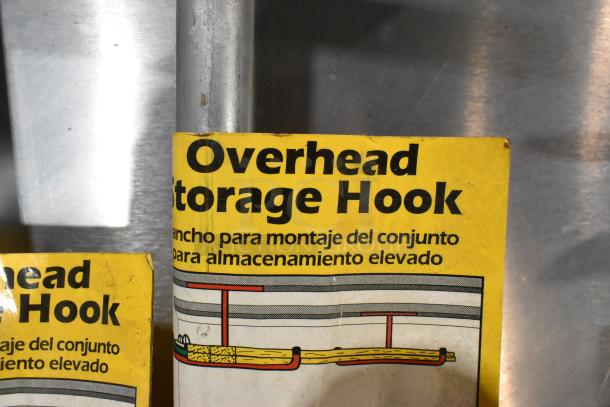 Overhead
Storage Hook
ancho para montaje del conjunto
para almacenamiento elevado
head
Hook
aje del conjunto
iento elevado